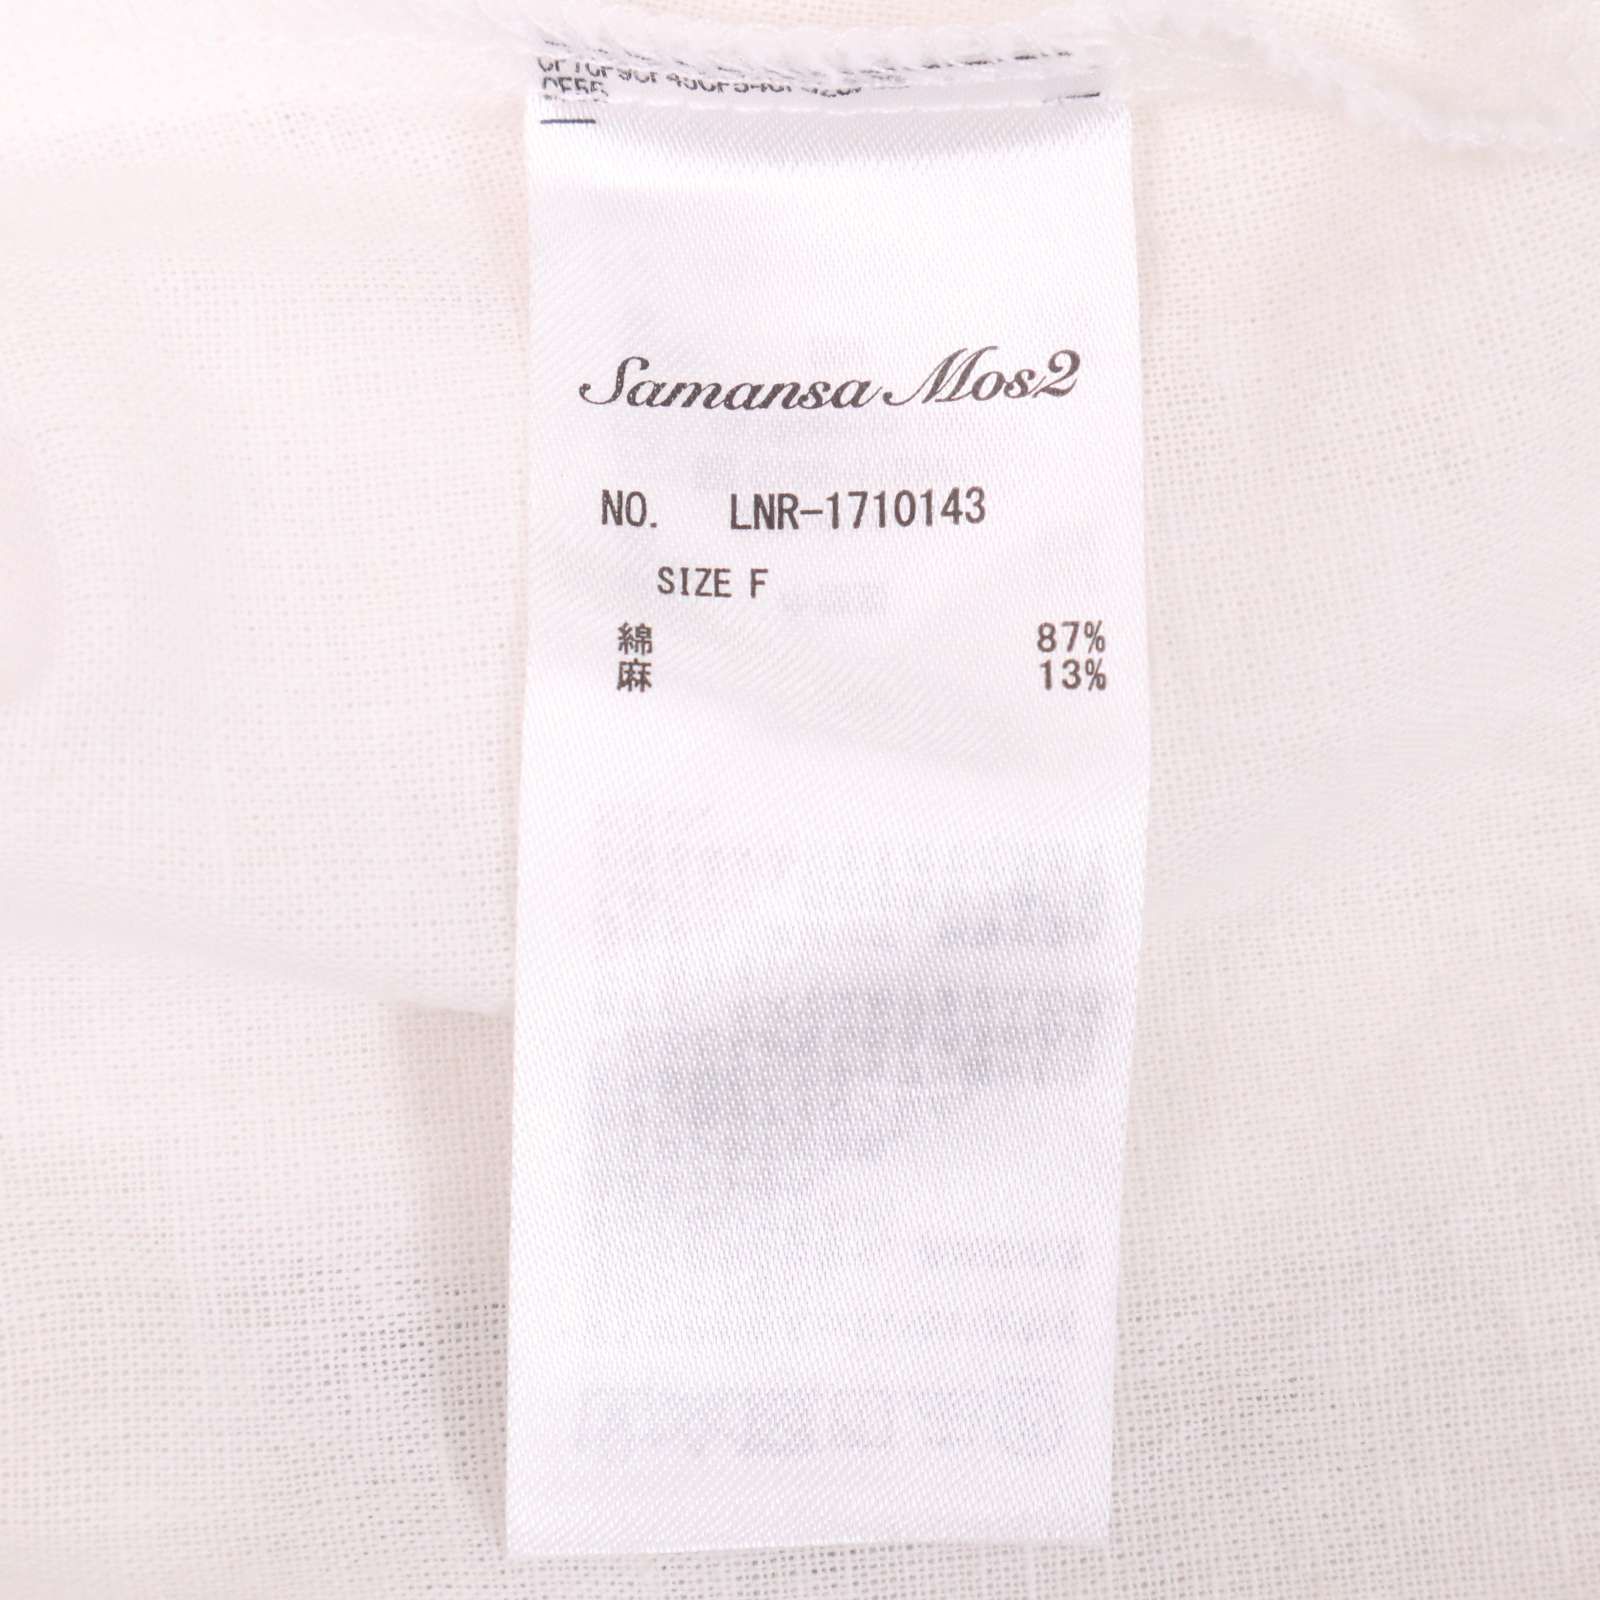 Samansa Mos2
NO. LNR-1710143
SIZE F
綿 87%
麻 13%